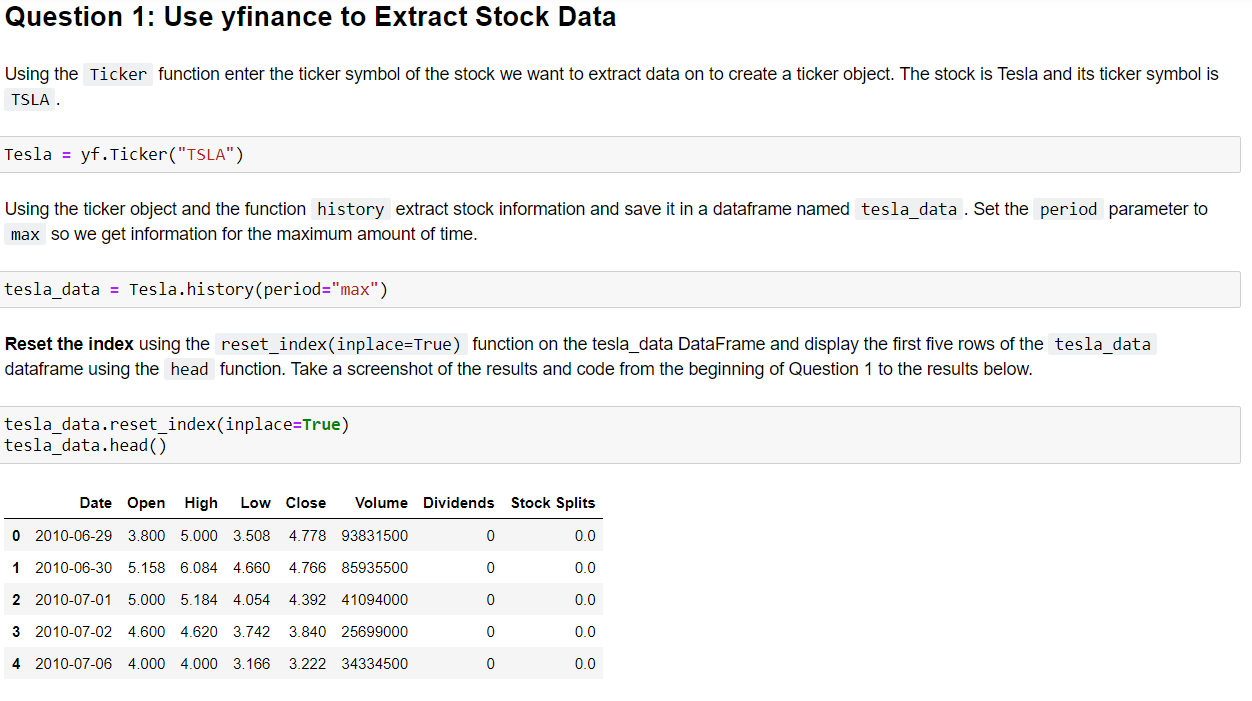 Question 1: Use yfinance to Extract Stock Data
Using the Ticker function enter the ticker symbol of the stock we want to extract data on to create a ticker object. The stock is Tesla and its ticker symbol is
TSLA .
Tesla = yf.Ticker("TSLA")
Using the ticker object and the function history extract stock information and save it in a dataframe named tesla_data . Set the period parameter to
max so we get information for the maximum amount of time.
tesla_data = Tesla.history(period="max")
Reset the index using the reset_index(inplace=True) function on the tesla_data DataFrame and display the first five rows of the tesla_data
dataframe using the head function. Take a screenshot of the results and code from the beginning of Question 1 to the results below.
tesla_data.reset_index(inplace=True)
tesla_data.head()
Date Open High Low Close Volume Dividends Stock Splits
0 2010-06-29 3.800 5.000 3.508 4.778 93831500 0 0.0
1 2010-06-30 5.158 6.084 4.660 4.766 85935500 0 0.0
2 2010-07-01 5.000 5.184 4.054 4.392 41094000 0 0.0
3 2010-07-02 4.600 4.620 3.742 3.840 25699000 0 0.0
4 2010-07-06 4.000 4.000 3.166 3.222 34334500 0 0.0